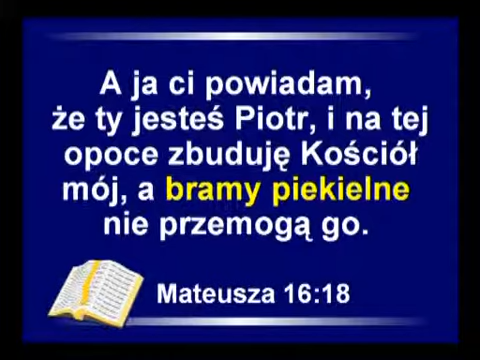 A ja ci powiadam,
że ty jesteś Piotr, i na tej
opoce zbuduję Kościół
mój, a bramy piekielne
nie przemogą go.
Mateusza 16:18